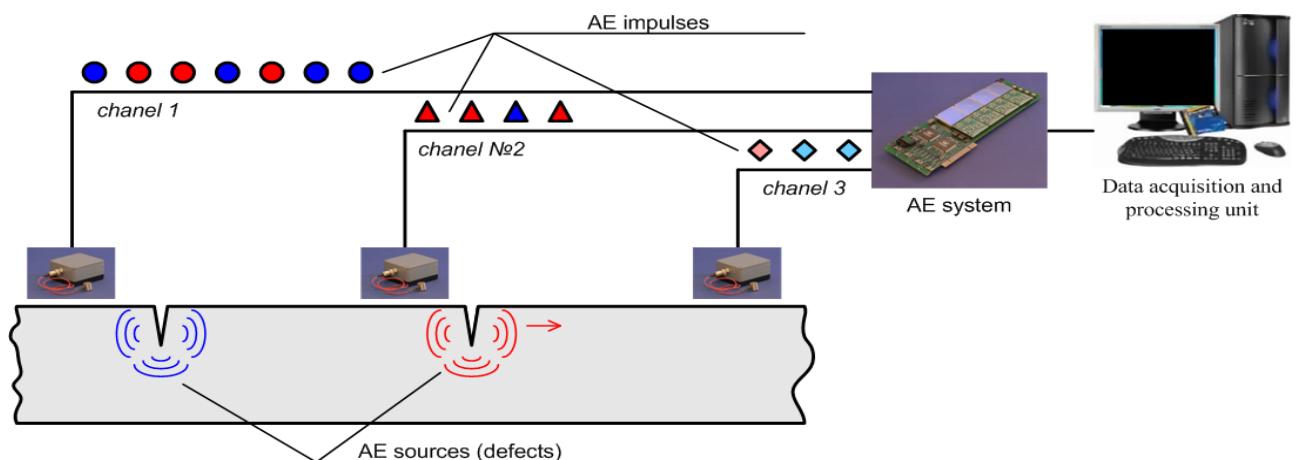 AE impulses
chanel 1
chanel №2
chanel 3
AE system
Data acquisition and
processing unit
AE sources (defects)